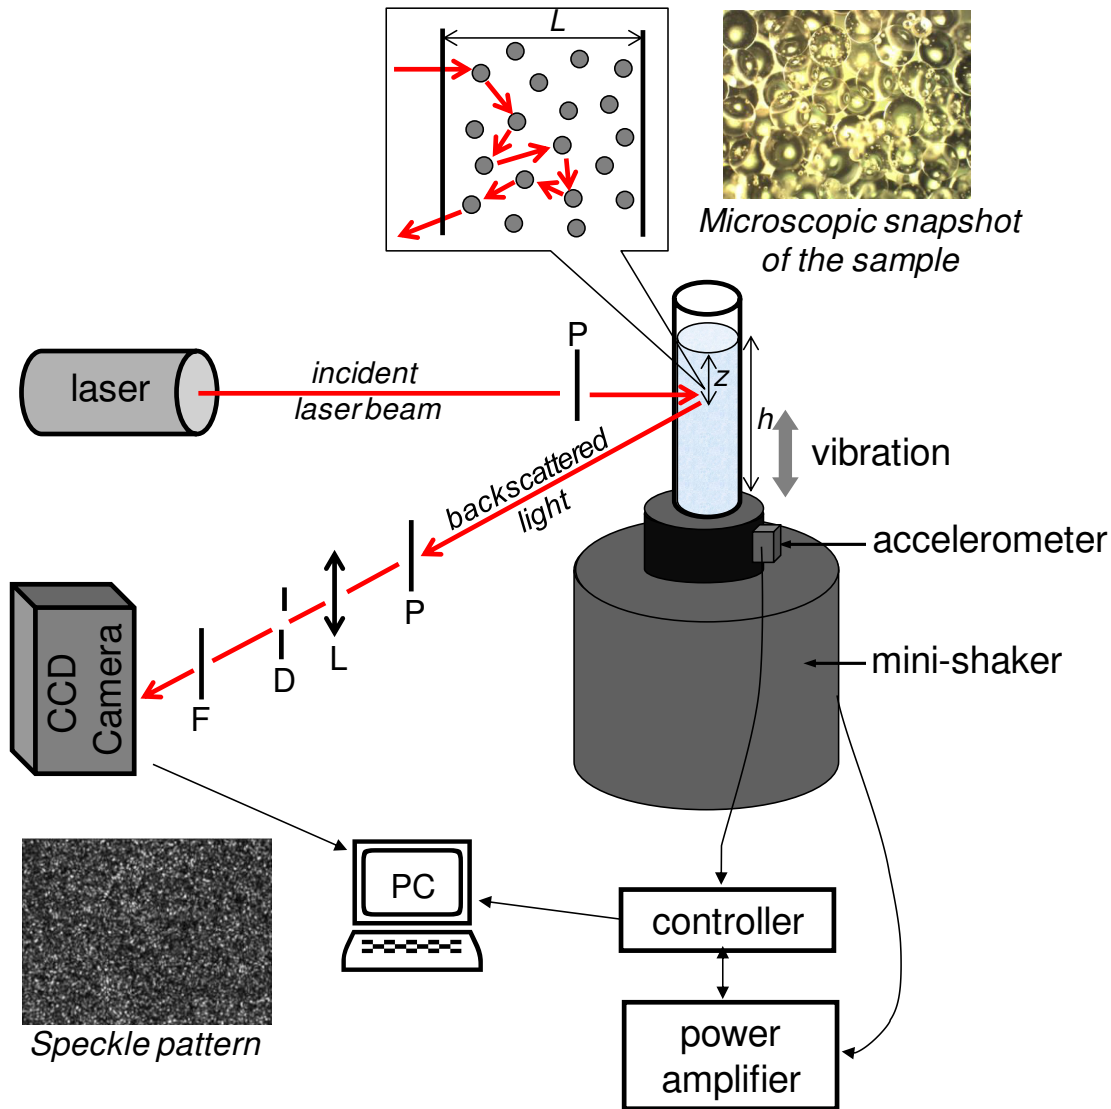 L
Microscopic snapshot
of the sample
P
laser
incident
laser beam
z
h
vibration
backscattered
light
accelerometer
P
L
D
F
CCD
Camera
mini-shaker
PC
controller
Speckle pattern
power
amplifier